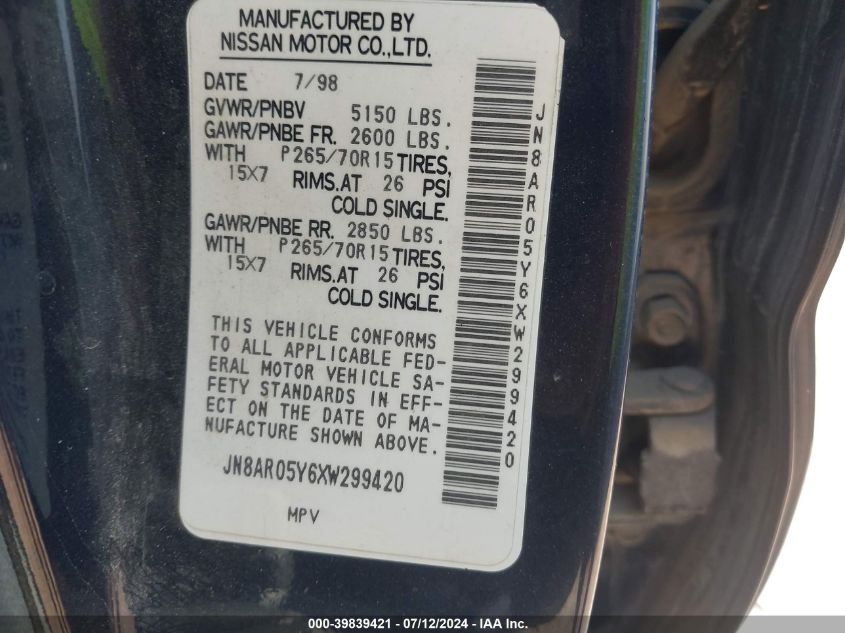 MANUFACTURED BY
NISSAN MOTOR CO.,LTD.
DATE 7/98
GVWR/PNBV 5150 LBS.
GAWR/PNBE FR. 2600 LBS.
WITH P265/70R15 TIRES,
15X7 RIMS.AT 26 PSI
COLD SINGLE.
GAWR/PNBE RR. 2850 LBS.
WITH P265/70R15 TIRES,
15X7 RIMS.AT 26 PSI
COLD SINGLE.
THIS VEHICLE CONFORMS
TO ALL APPLICABLE FED-
ERAL MOTOR VEHICLE SA-
FETY STANDARDS IN EFF-
ECT ON THE DATE OF MA-
NUFACTURE SHOWN ABOVE.
JN8AR05Y6XW299420
MPV
JN8AR05Y6XW299420
000-39839421 - 07/12/2024 - IAAI.com